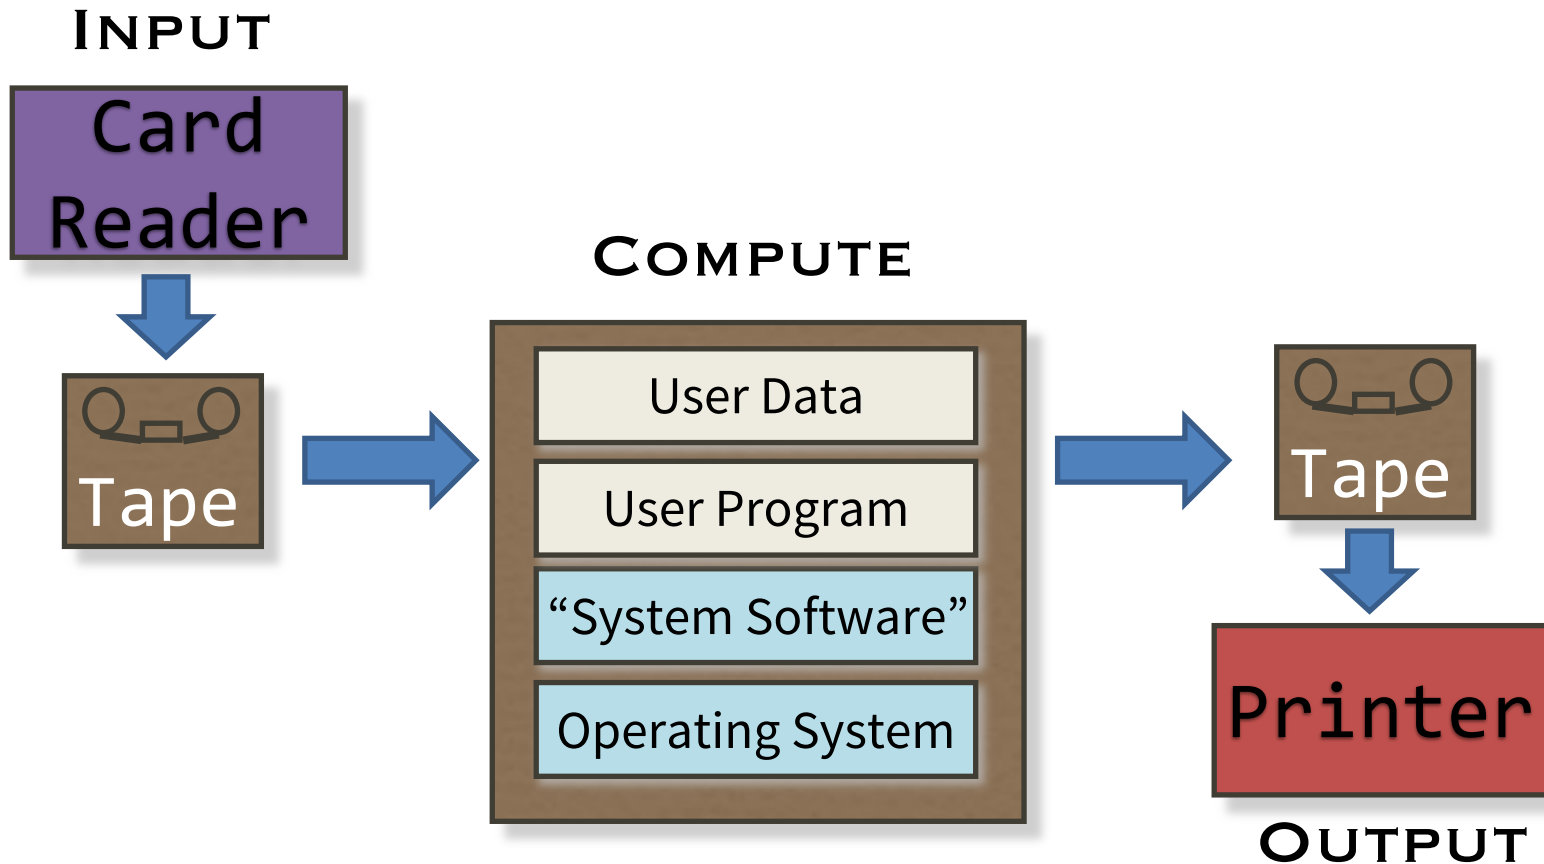 INPUT
Card
Reader
Tape
COMPUTE
User Data
User Program
“System Software”
Operating System
Tape
Printer
OUTPUT